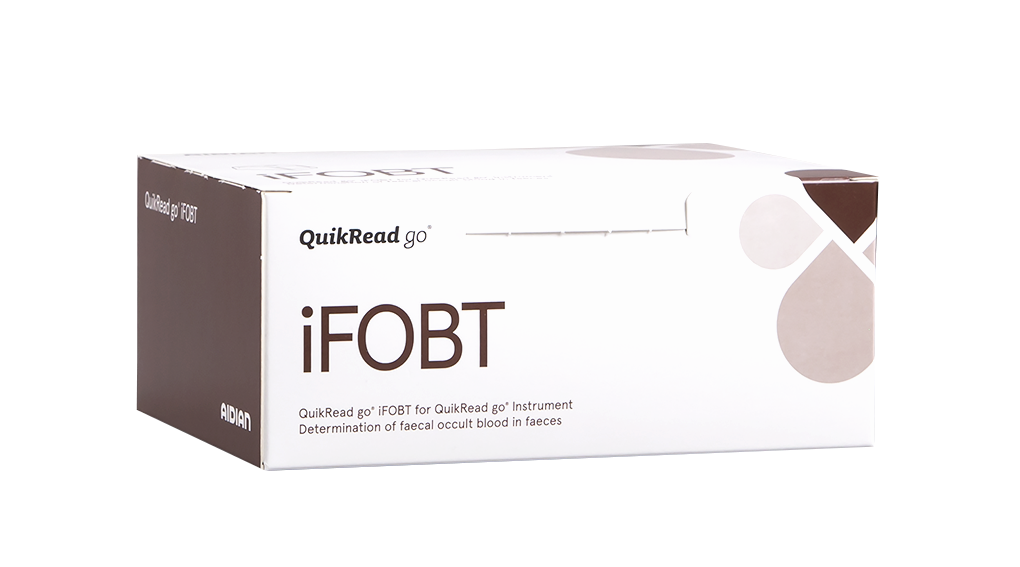 iFOBT
QuikRead go® iFOBT
QuikRead go®
iFOBT
QuikRead go® iFOBT for QuikRead go® Instrument
Determination of faecal occult blood in faeces
AIDIAN